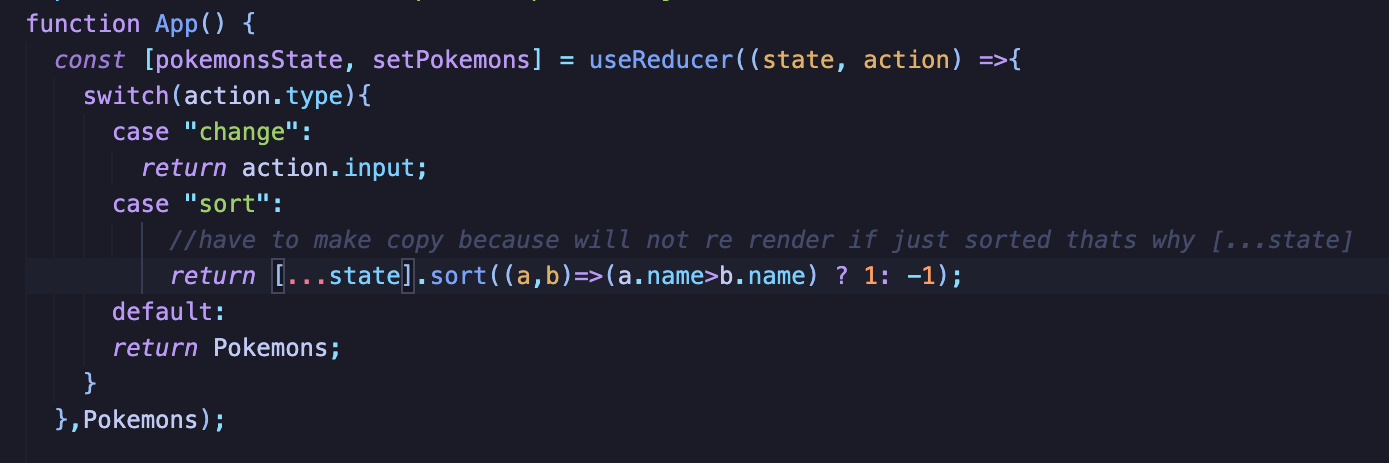 function App() {
  const [pokemonsState, setPokemons] = useReducer((state, action) =>{
    switch(action.type){
      case "change":
        return action.input;
      case "sort":
          //have to make copy because will not re render if just sorted thats why [...state]
          return [...state].sort((a,b)=>(a.name>b.name) ? 1: -1);
      default:
      return Pokemons;
    }
  },Pokemons);